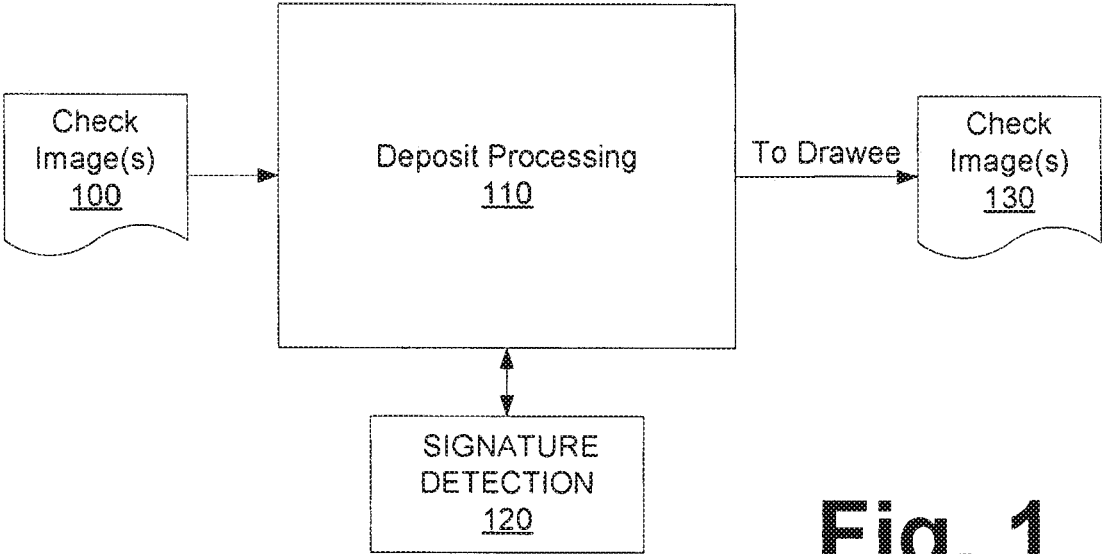 Check
Image(s)
100
Deposit Processing
110
To Drawee
Check
Image(s)
130
SIGNATURE
DETECTION
120
Fig. 1